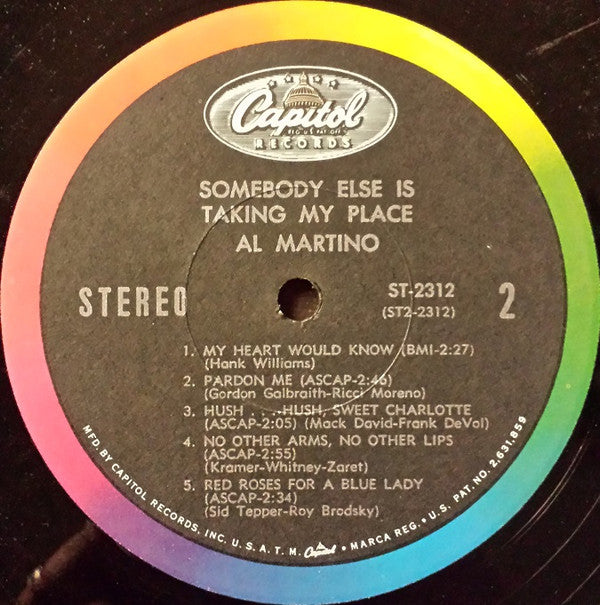 Capitol
REG. U.S. PAT. OFF.
RECORDS
SOMEBODY ELSE IS
TAKING MY PLACE
AL MARTINO
STEREO
ST-2312
(ST2-2312)
2
1. MY HEART WOULD KNOW (BMI-2:27)
(Hank Williams)
2. PARDON ME (ASCAP-2:46)
(Gordon Galbraith-Ricci Moreno)
3. HUSH . . . HUSH, SWEET CHARLOTTE
(ASCAP-2:05) (Mack David-Frank DeVol)
4. NO OTHER ARMS, NO OTHER LIPS
(ASCAP-2:55)
(Kramer-Whitney-Zaret)
5. RED ROSES FOR A BLUE LADY
(ASCAP-2:34)
(Sid Tepper-Roy Brodsky)
MFD. BY CAPITOL RECORDS, INC. U. S. A. T. M. Capitol • MARCA REG. • U. S. PAT. NO. 2,631,859